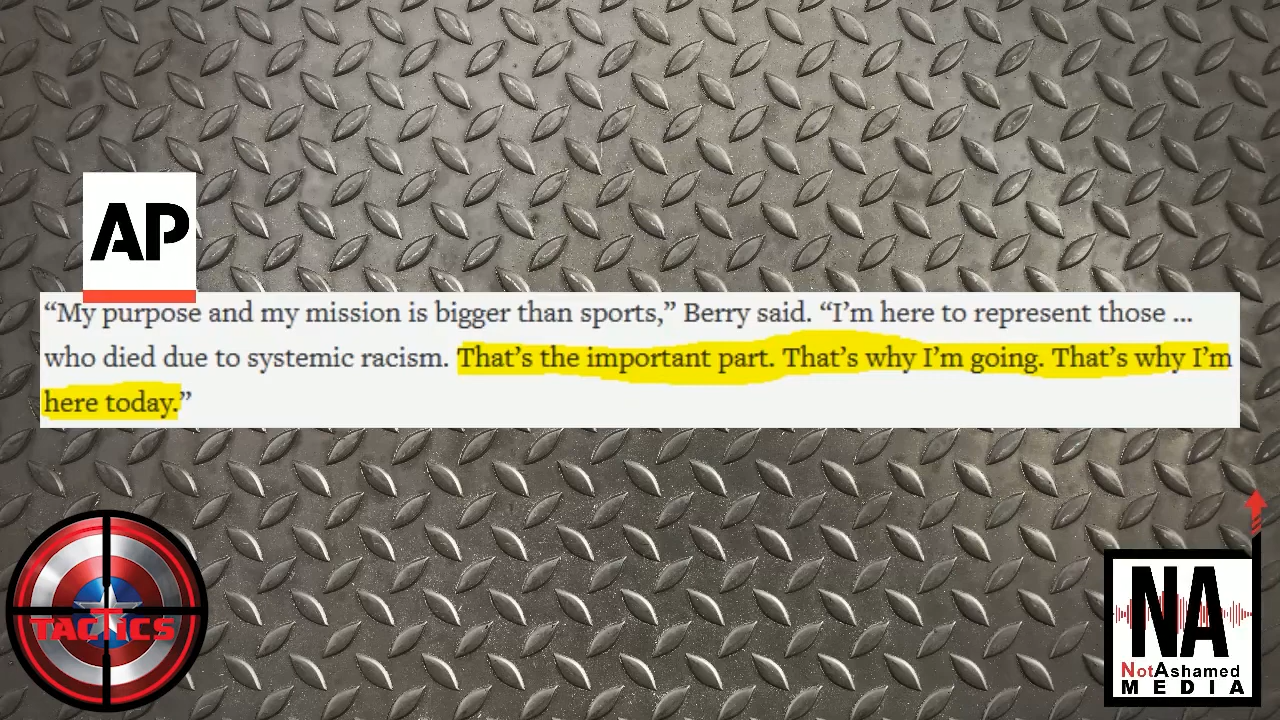 AP
“My purpose and my mission is bigger than sports,” Berry said. “I’m here to represent those ...
who died due to systemic racism. That’s the important part. That’s why I’m going. That’s why I’m
here today.”
TACTICS
NA
NotAshamed
MEDIA